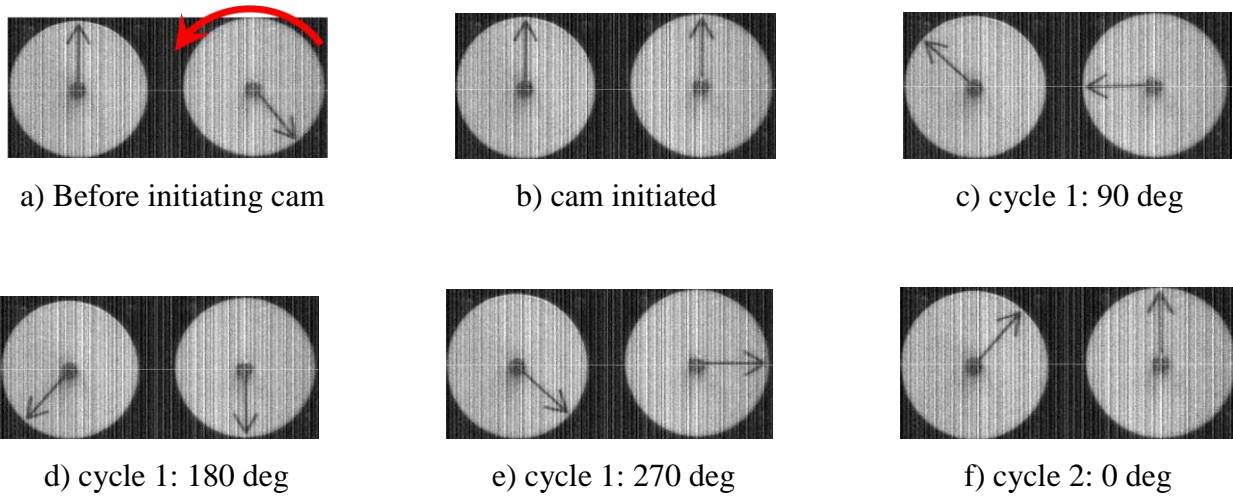 a) Before initiating cam
b) cam initiated
c) cycle 1: 90 deg
d) cycle 1: 180 deg
e) cycle 1: 270 deg
f) cycle 2: 0 deg